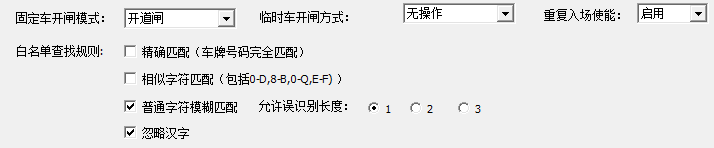 固定车开闸模式： 开道闸 临时车开闸方式： 无操作 重复入场使能： 启用
白名单查找规则: 精确匹配（车牌号码完全匹配）
相似字符匹配（包括0-D,8-B,0-Q,E-F) ）
普通字符模糊匹配 允许误识别长度： 1 2 3
忽略汉字